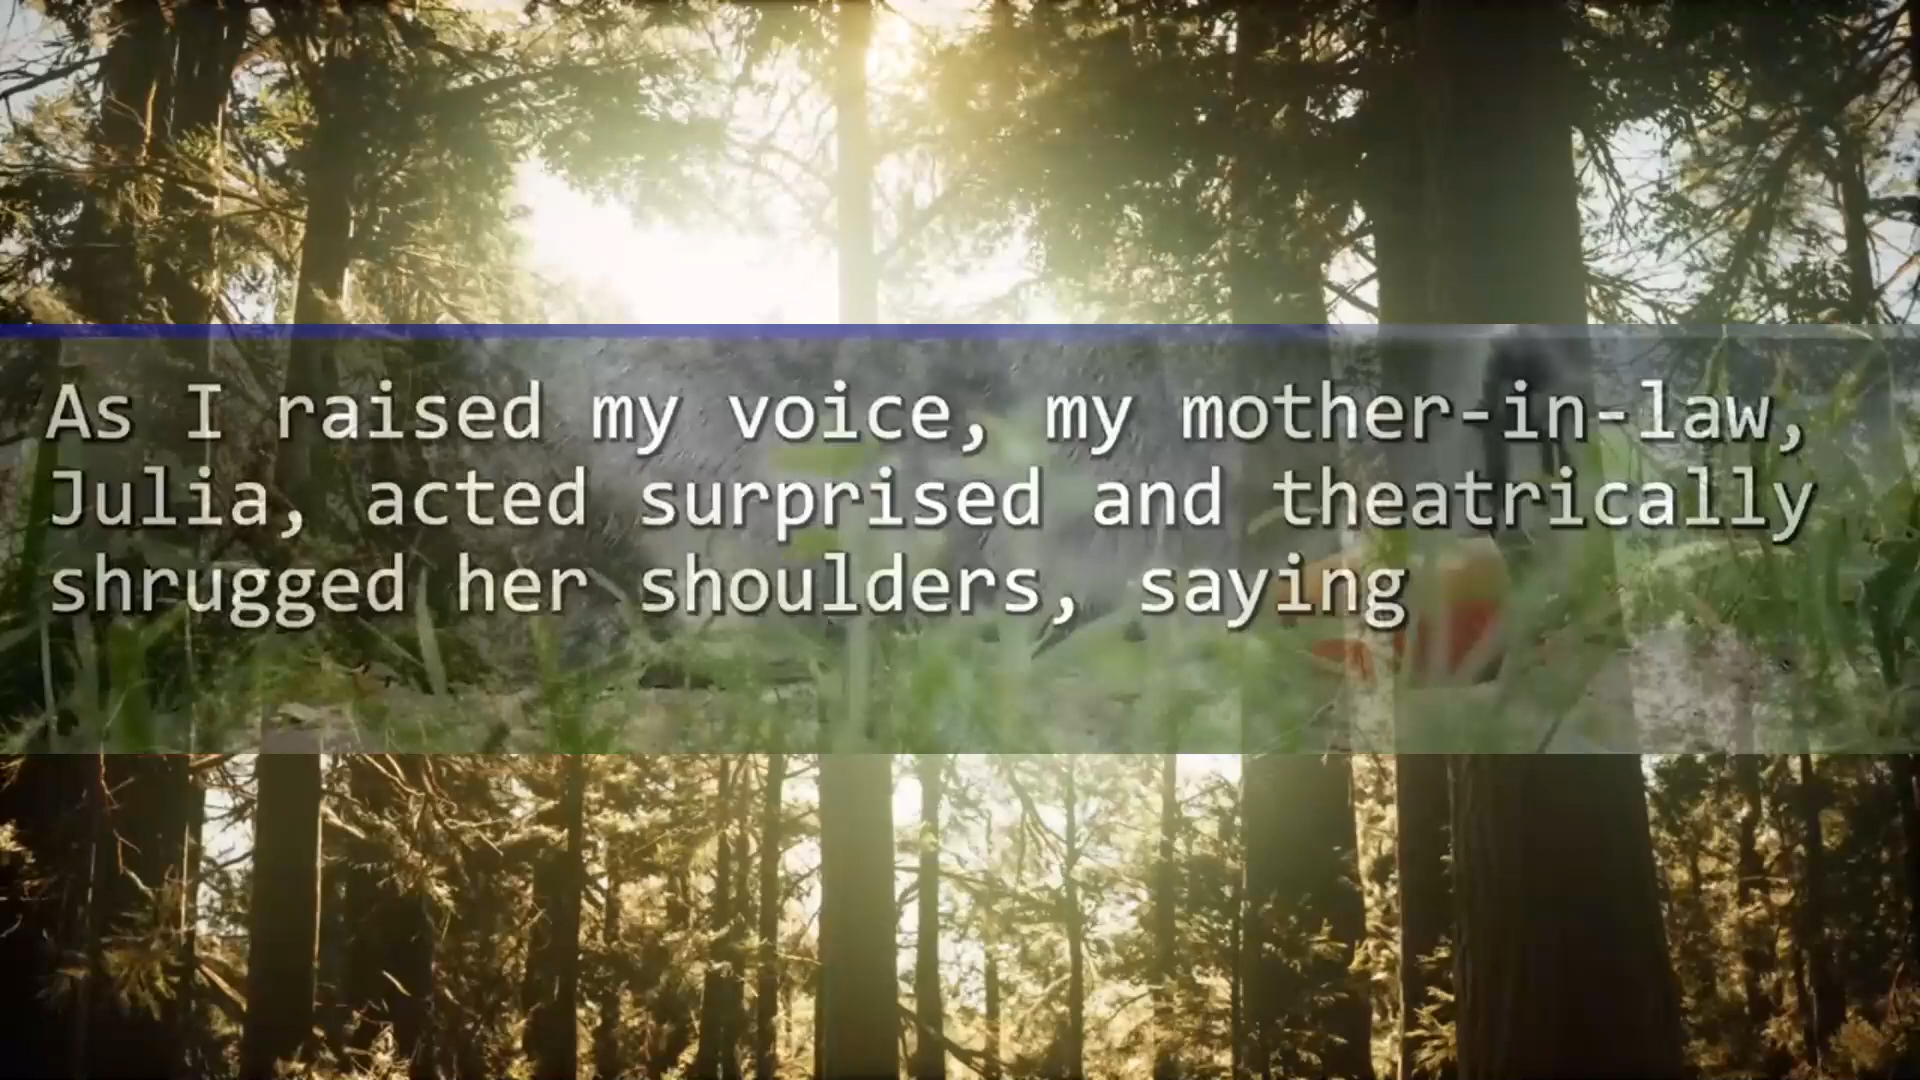 As I raised my voice, my mother-in-law,
Julia, acted surprised and theatrically
shrugged her shoulders, saying